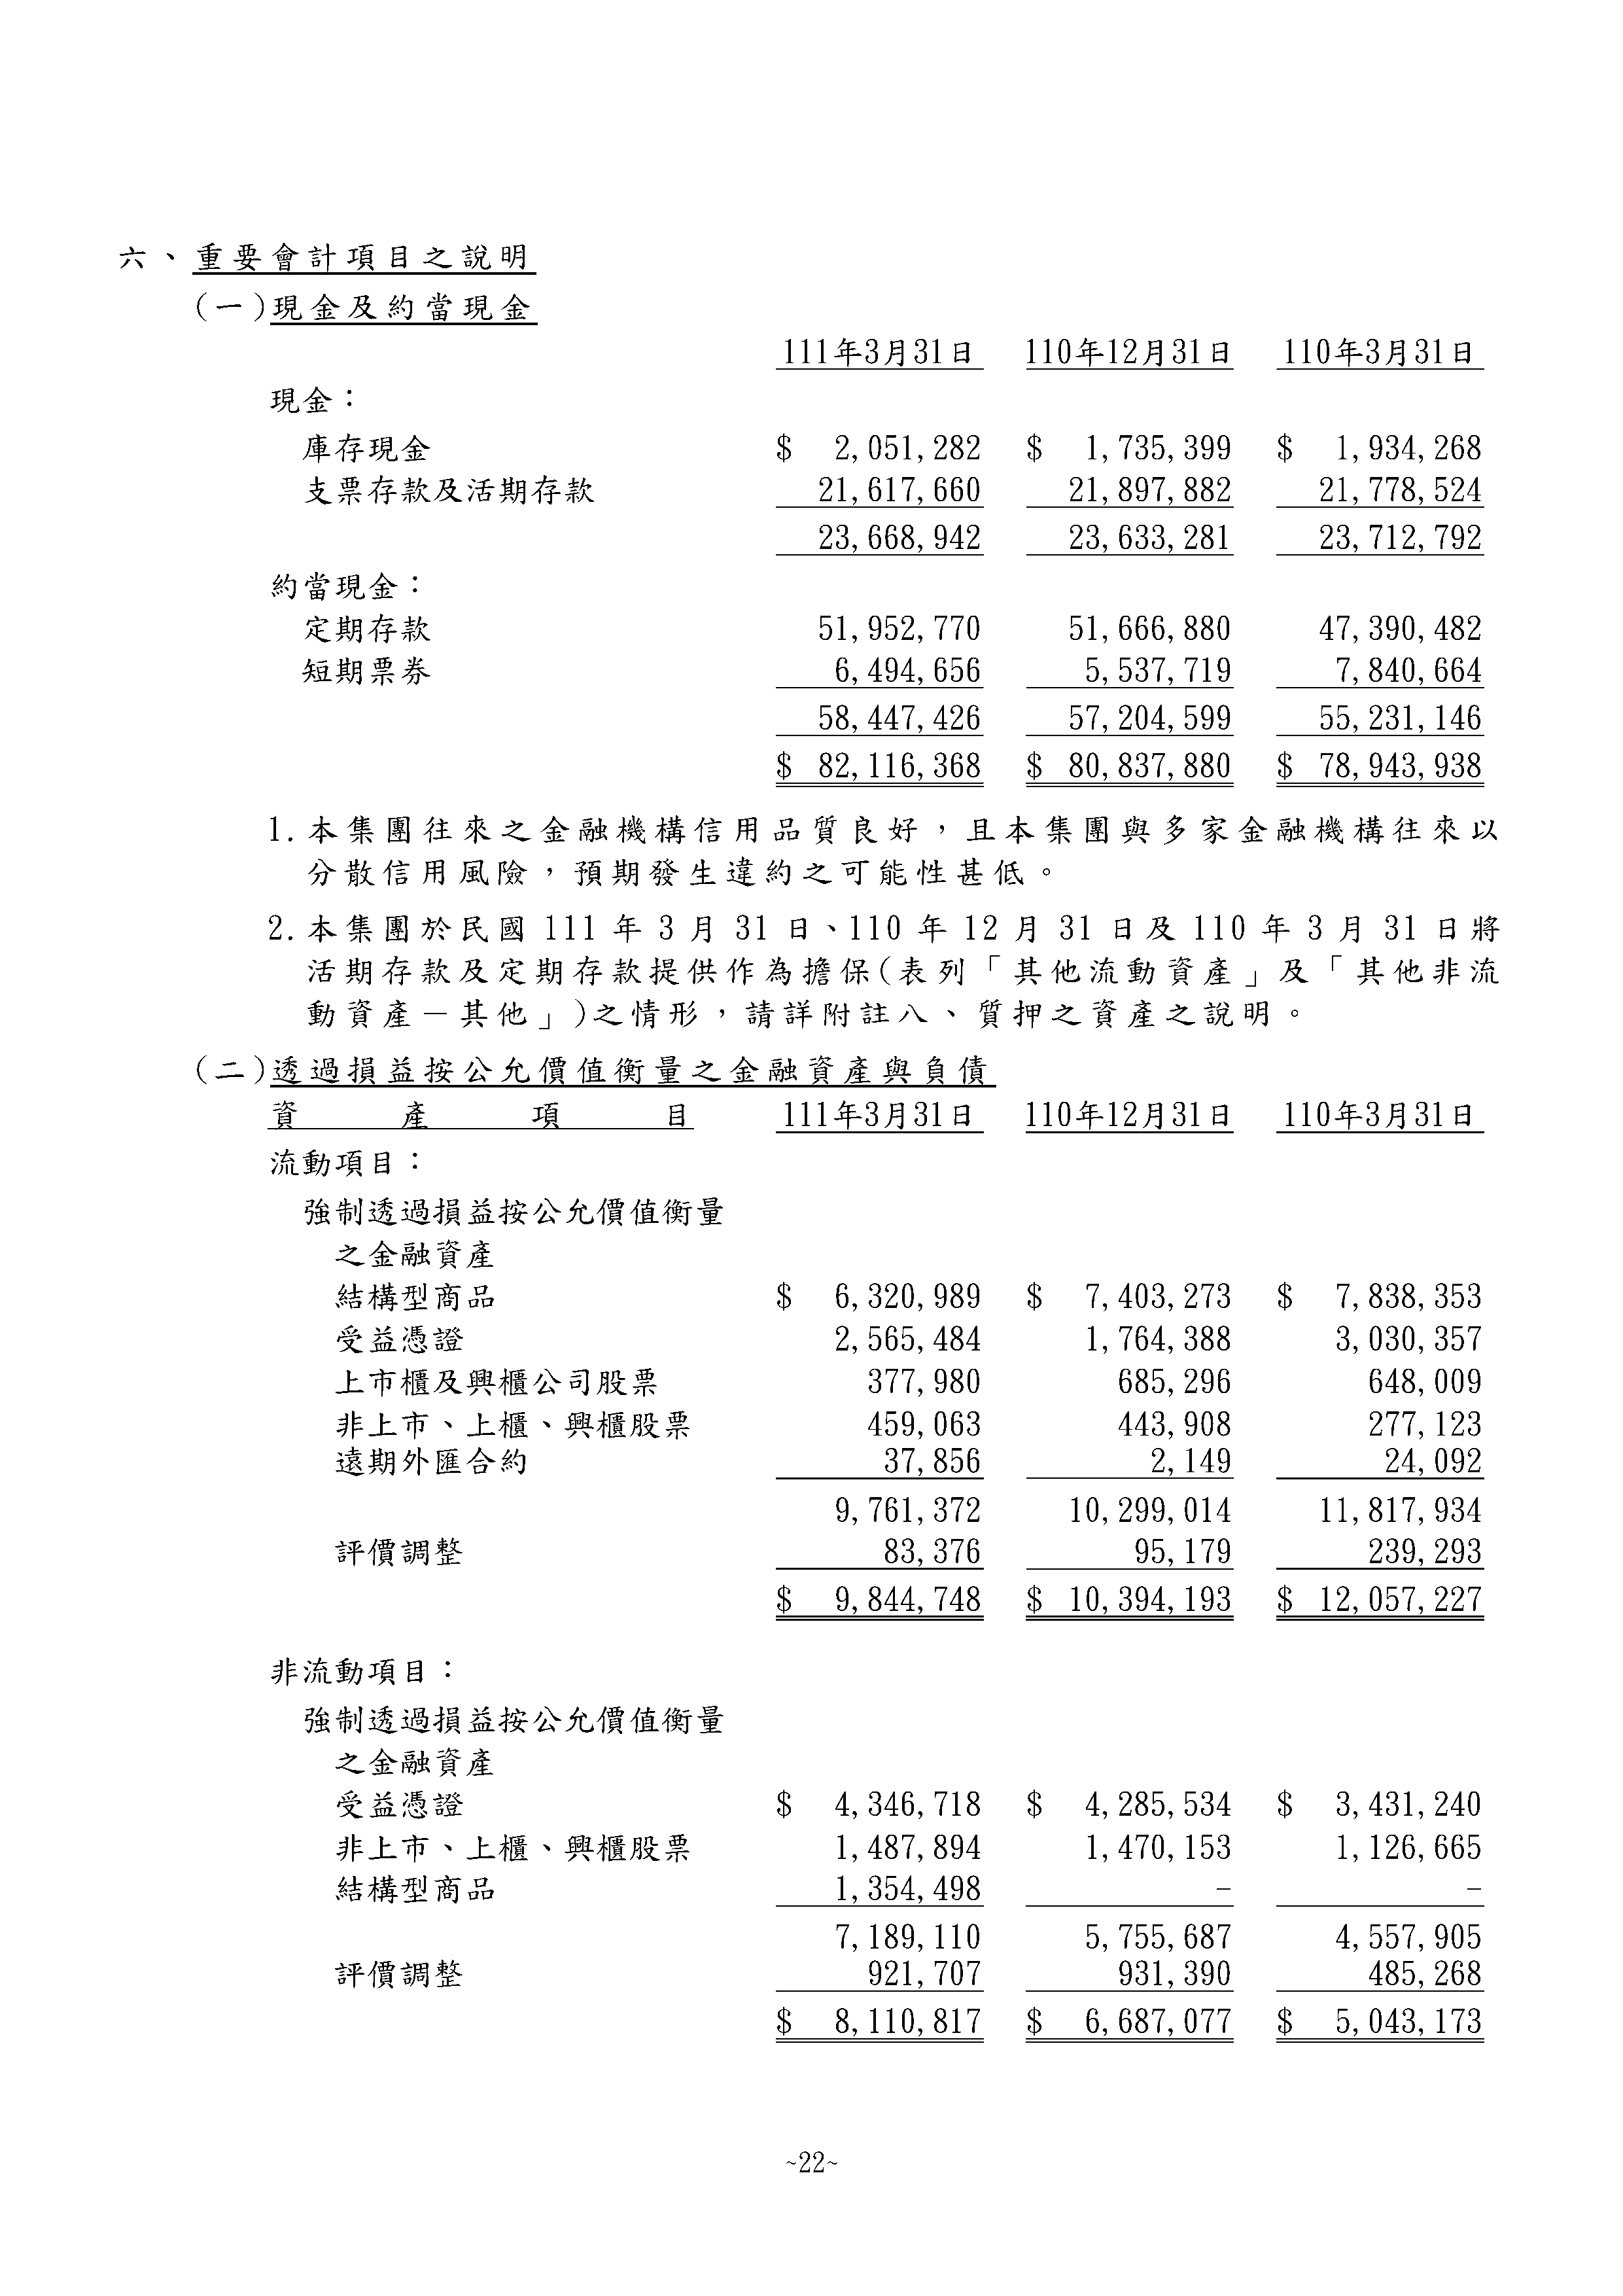 六、重要會計項目之說明
(一)現金及約當現金
111年3月31日 110年12月31日 110年3月31日
現金：
庫存現金 $ 2,051,282 $ 1,735,399 $ 1,934,268
支票存款及活期存款 21,617,660 21,897,882 21,778,524
23,668,942 23,633,281 23,712,792
約當現金：
定期存款 51,952,770 51,666,880 47,390,482
短期票券 6,494,656 5,537,719 7,840,664
58,447,426 57,204,599 55,231,146
$ 82,116,368 $ 80,837,880 $ 78,943,938
1.本集團往來之金融機構信用品質良好，且本集團與多家金融機構往來以
分散信用風險，預期發生違約之可能性甚低。
2.本集團於民國 111 年 3 月 31 日、110 年 12 月 31 日及 110 年 3 月 31 日將
活期存款及定期存款提供作為擔保(表列「其他流動資產」及「其他非流
動資產－其他」)之情形，請詳附註八、質押之資產之說明。
(二)透過損益按公允價值衡量之金融資產與負債
資產項目 111年3月31日 110年12月31日 110年3月31日
流動項目：
強制透過損益按公允價值衡量
之金融資產
結構型商品 $ 6,320,989 $ 7,403,273 $ 7,838,353
受益憑證 2,565,484 1,764,388 3,030,357
上市櫃及興櫃公司股票 377,980 685,296 648,009
非上市、上櫃、興櫃股票 459,063 443,908 277,123
遠期外匯合約 37,856 2,149 24,092
9,761,372 10,299,014 11,817,934
評價調整 83,376 95,179 239,293
$ 9,844,748 $ 10,394,193 $ 12,057,227
非流動項目：
強制透過損益按公允價值衡量
之金融資產
受益憑證 $ 4,346,718 $ 4,285,534 $ 3,431,240
非上市、上櫃、興櫃股票 1,487,894 1,470,153 1,126,665
結構型商品 1,354,498 － －
7,189,110 5,755,687 4,557,905
評價調整 921,707 931,390 485,268
$ 8,110,817 $ 6,687,077 $ 5,043,173
~22~